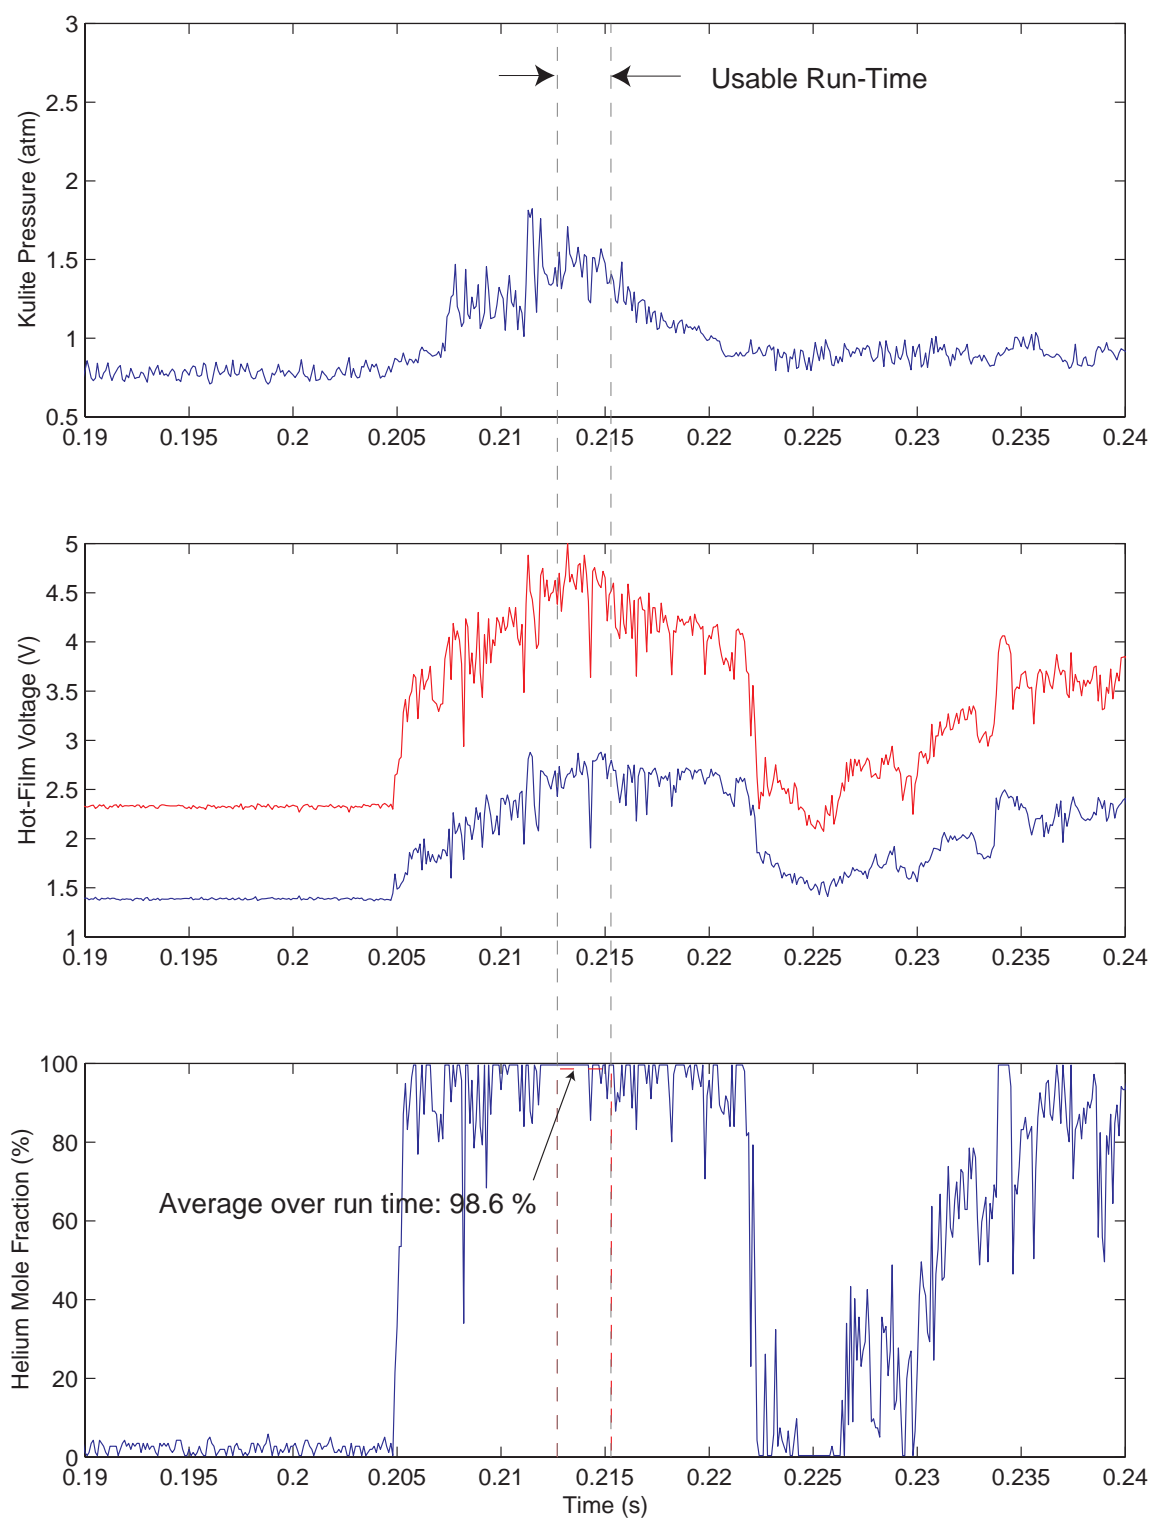 3
2.5
2
1.5
1
0.5
Kulite Pressure (atm)
Usable Run-Time
0.19 0.195 0.2 0.205 0.21 0.215 0.22 0.225 0.23 0.235 0.24
5
4.5
4
3.5
3
2.5
2
1.5
1
Hot-Film Voltage (V)
0.19 0.195 0.2 0.205 0.21 0.215 0.22 0.225 0.23 0.235 0.24
100
80
60
40
20
0
Helium Mole Fraction (%)
Average over run time: 98.6 %
0.19 0.195 0.2 0.205 0.21 0.215 0.22 0.225 0.23 0.235 0.24
Time (s)